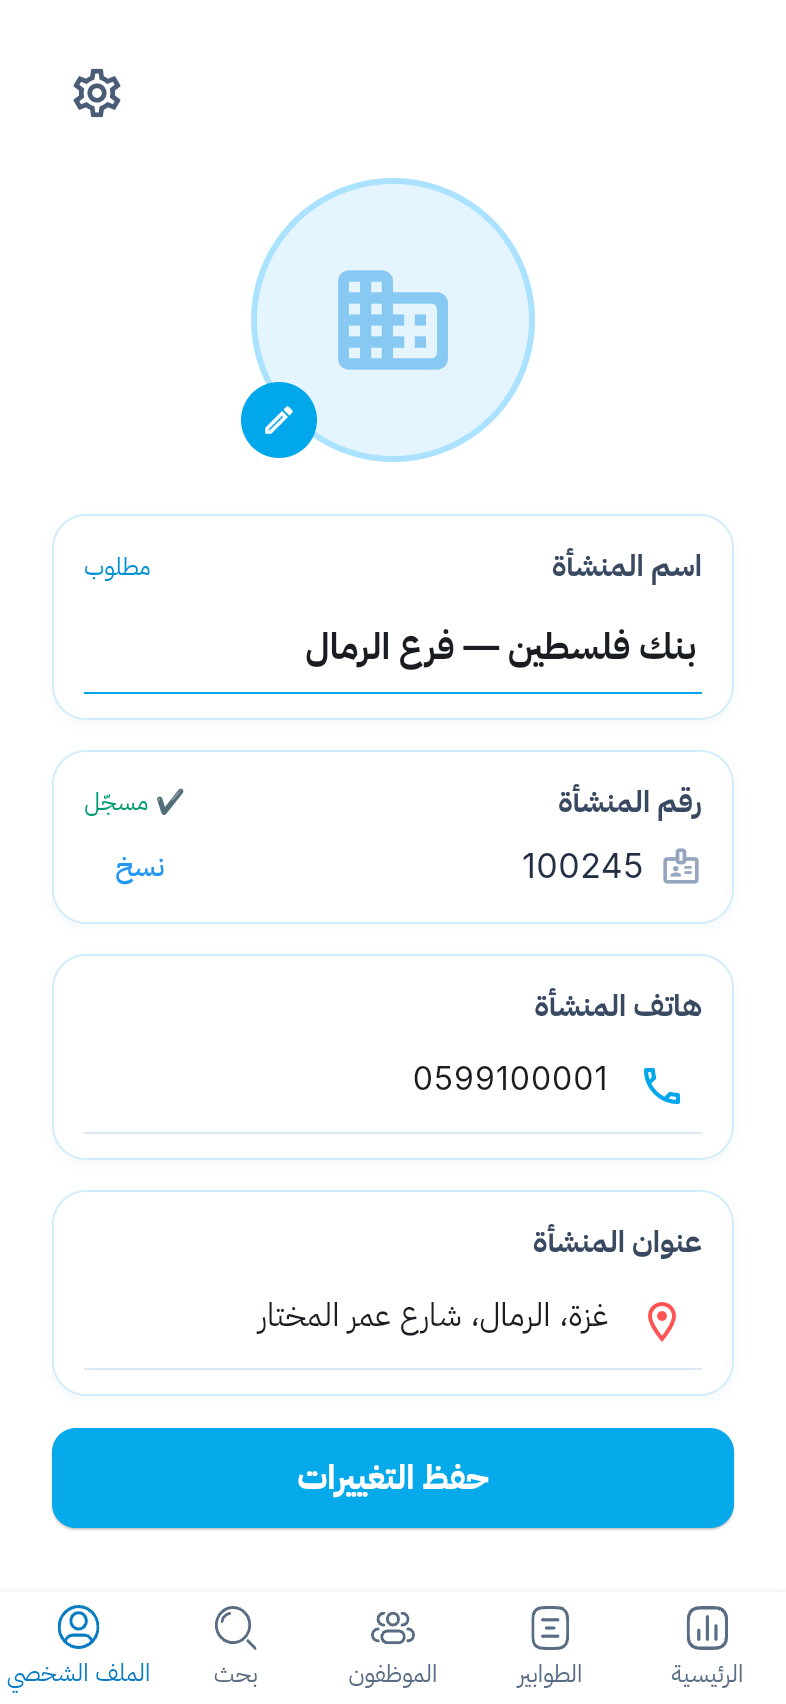 اسم المنشأة
مطلوب
بنك فلسطين — فرع الرمال
رقم المنشأة
✔ مسجّل
100245
نسخ
هاتف المنشأة
0599100001
عنوان المنشأة
غزة، الرمال، شارع عمر المختار
حفظ التغييرات
الرئيسية
الطوابير
الموظفون
بحث
الملف الشخصي